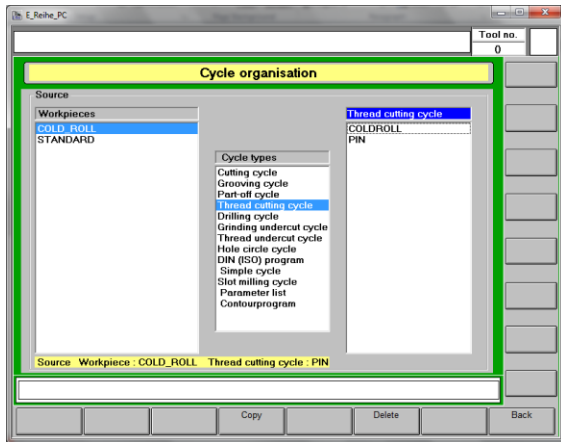 E_Reihe_PC
Tool no.
0
Cycle organisation
Source
Workpieces
COLD_ROLL
STANDARD
Cycle types
Cutting cycle
Grooving cycle
Part-off cycle
Thread cutting cycle
Drilling cycle
Grinding undercut cycle
Thread undercut cycle
Hole circle cycle
DIN (ISO) program
Simple cycle
Slot milling cycle
Parameter list
Contourprogram
Thread cutting cycle
COLDROLL
PIN
Source Workpiece : COLD_ROLL Thread cutting cycle : PIN
Copy
Delete
Back